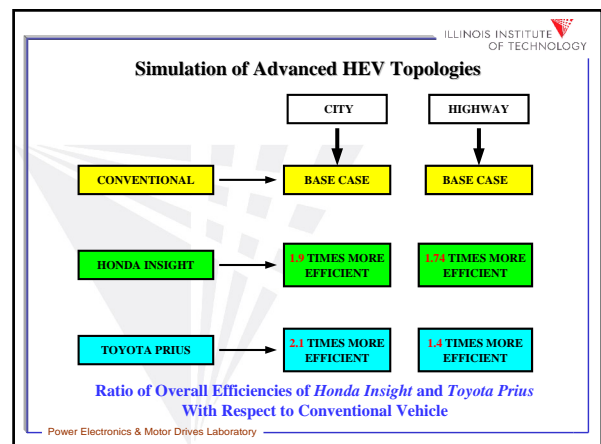 ILLINOIS INSTITUTE
OF TECHNOLOGY
Simulation of Advanced HEV Topologies
CITY
HIGHWAY
CONVENTIONAL
BASE CASE
BASE CASE
HONDA INSIGHT
1.9 TIMES MORE
EFFICIENT
1.74 TIMES MORE
EFFICIENT
TOYOTA PRIUS
2.1 TIMES MORE
EFFICIENT
1.4 TIMES MORE
EFFICIENT
Ratio of Overall Efficiencies of Honda Insight and Toyota Prius
With Respect to Conventional Vehicle
Power Electronics & Motor Drives Laboratory